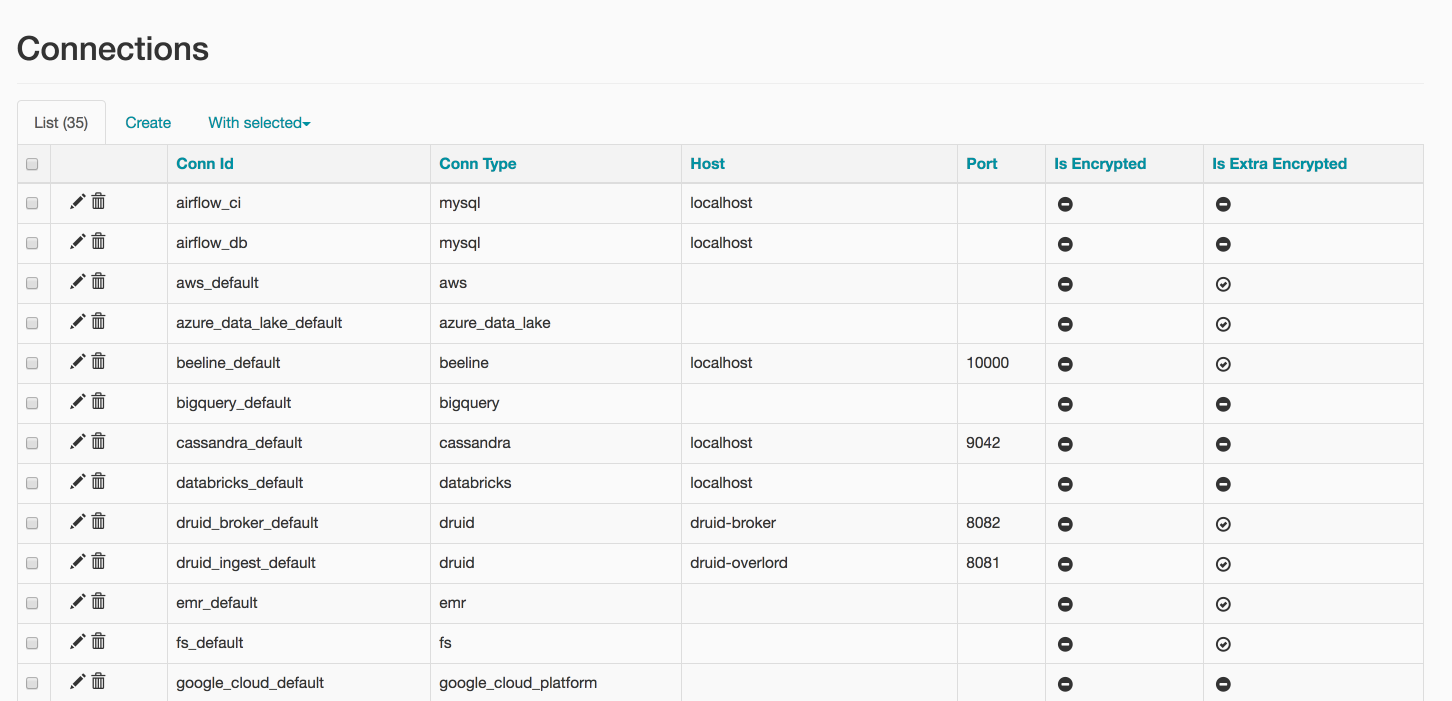 Connections
List (35) Create With selected
Conn Id Conn Type Host Port Is Encrypted Is Extra Encrypted
airflow_ci mysql localhost
airflow_db mysql localhost
aws_default aws
azure_data_lake_default azure_data_lake
beeline_default beeline localhost 10000
bigquery_default bigquery
cassandra_default cassandra localhost 9042
databricks_default databricks localhost
druid_broker_default druid druid-broker 8082
druid_ingest_default druid druid-overlord 8081
emr_default emr
fs_default fs
google_cloud_default google_cloud_platform